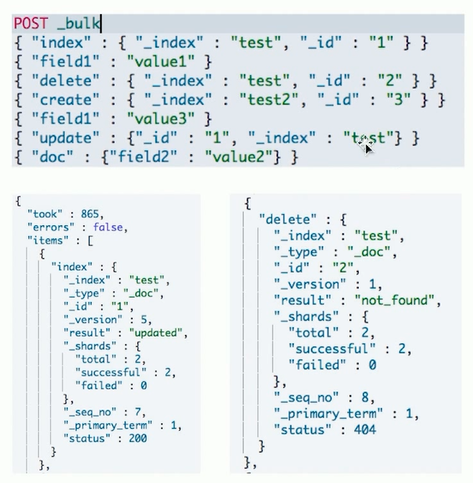 POST _bulk
{ "index" : { "_index" : "test", "_id" : "1" } }
{ "field1" : "value1" }
{ "delete" : { "_index" : "test", "_id" : "2" } }
{ "create" : { "_index" : "test2", "_id" : "3" } }
{ "field1" : "value3" }
{ "update" : {"_id" : "1", "_index" : "test"} }
{ "doc" : {"field2" : "value2"} }
{
"took" : 865,
"errors" : false,
"items" : [
{
"index" : {
"_index" : "test",
"_type" : "_doc",
"_id" : "1",
"_version" : 5,
"result" : "updated",
"_shards" : {
"total" : 2,
"successful" : 2,
"failed" : 0
},
"_seq_no" : 7,
"_primary_term" : 1,
"status" : 200
}
},
{
"delete" : {
"_index" : "test",
"_type" : "_doc",
"_id" : "2",
"_version" : 1,
"result" : "not_found",
"_shards" : {
"total" : 2,
"successful" : 2,
"failed" : 0
},
"_seq_no" : 8,
"_primary_term" : 1,
"status" : 404
}
},